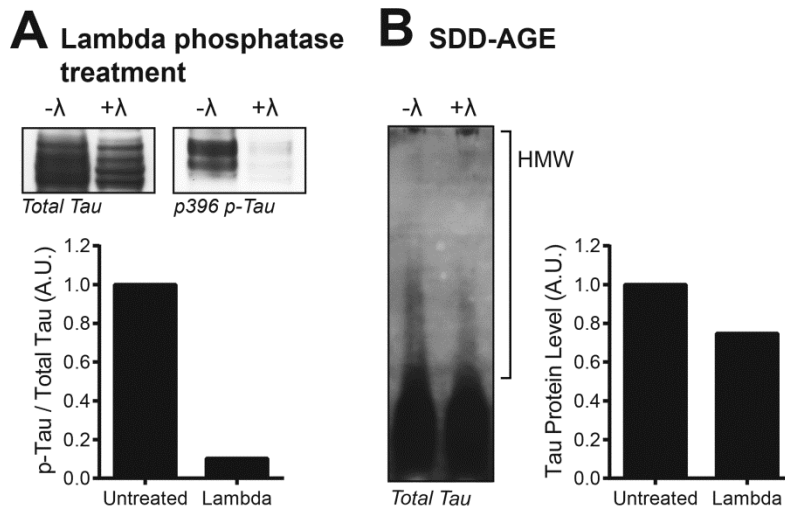 A Lambda phosphatase
treatment
-λ +λ -λ +λ
Total Tau p396 p-Tau
p-Tau / Total Tau (A.U.)
1.2
1.0
0.8
0.6
0.4
0.2
0.0
Untreated Lambda
B SDD-AGE
-λ +λ
HMW
Total Tau
Tau Protein Level (A.U.)
1.2
1.0
0.8
0.6
0.4
0.2
0.0
Untreated Lambda